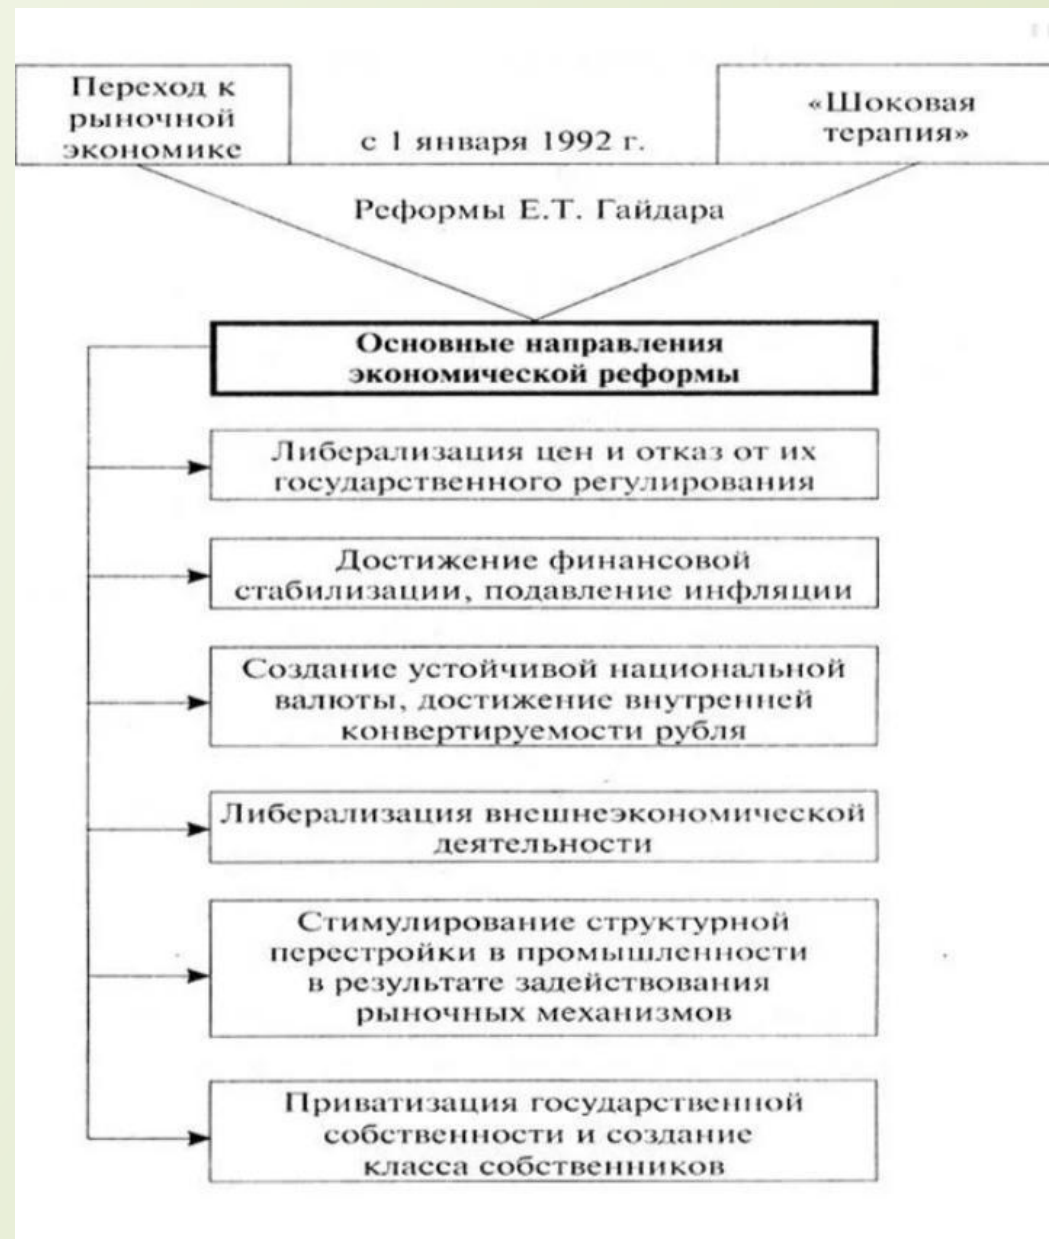 Переход к
рыночной
экономике
с 1 января 1992 г.
«Шоковая
терапия»
Реформы Е.Т. Гайдара
Основные направления
экономической реформы
Либерализация цен и отказ от их
государственного регулирования
Достижение финансовой
стабилизации, подавление инфляции
Создание устойчивой национальной
валюты, достижение внутренней
конвертируемости рубля
Либерализация внешнеэкономической
деятельности
Стимулирование структурной
перестройки в промышленности
в результате задействования
рыночных механизмов
Приватизация государственной
собственности и создание
класса собственников